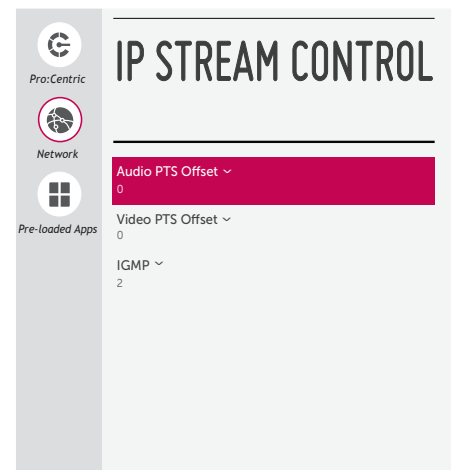 Pro:Centric
Network
Pre-loaded Apps
IP STREAM CONTROL
Audio PTS Offset
0
Video PTS Offset
0
IGMP
2